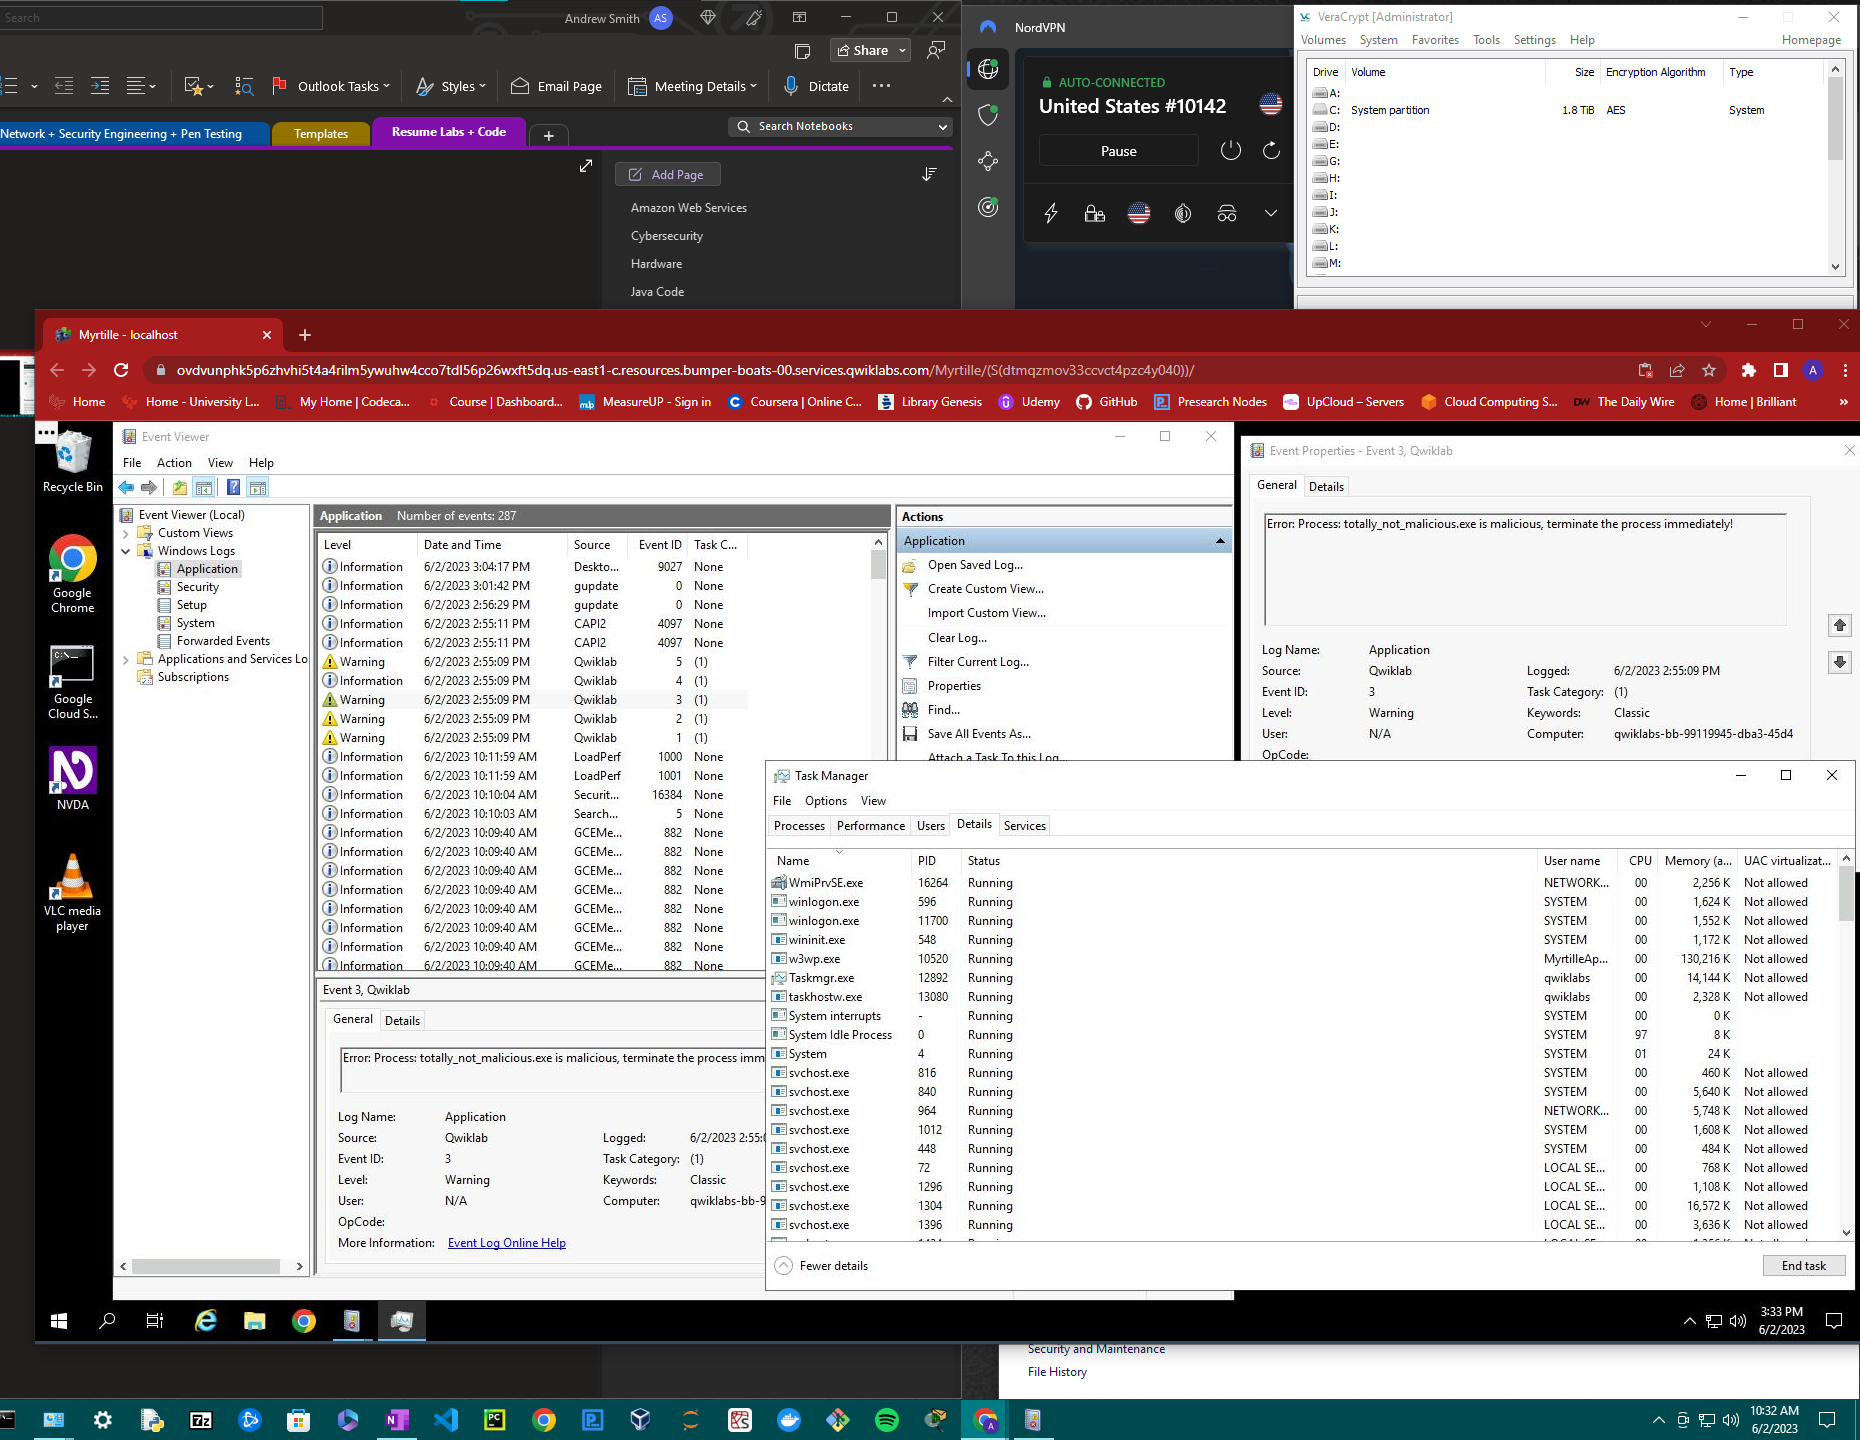 Search
Andrew Smith
AS
Share
Outlook Tasks
Styles
Email Page
Meeting Details
Dictate
Network + Security Engineering + Pen Testing
Templates
Resume Labs + Code
Search Notebooks
Add Page
Amazon Web Services
Cybersecurity
Hardware
Java Code
NordVPN
AUTO-CONNECTED
United States #10142
Pause
VeraCrypt [Administrator]
Volumes System Favorites Tools Settings Help Homepage
Drive Volume Size Encryption Algorithm Type
A:
C: System partition 1.8 TiB AES System
D:
E:
G:
H:
I:
J:
K:
L:
M:
Myrtille - localhost
ovdvunphk5p6zhvhi5t4a4rilm5ywuhw4cco7tdl56p26wxft5dq.us-east1-c.resources.bumper-boats-00.services.qwiklabs.com/Myrtille/(S(dtmqzmov33ccvct4pzc4y040))/
A
Home Home - University L... My Home | Codeca... Course | Dashboard... MeasureUP - Sign in Coursera | Online C... Library Genesis Udemy GitHub Presearch Nodes UpCloud – Servers Cloud Computing S... DW The Daily Wire Home | Brilliant »
Recycle Bin
Google Chrome
Google Cloud S...
NVDA
VLC media player
Event Viewer
File Action View Help
Event Viewer (Local)
Custom Views
Windows Logs
Application
Security
Setup
System
Forwarded Events
Applications and Services Lo
Subscriptions
Application Number of events: 287
Level Date and Time Source Event ID Task C...
Information 6/2/2023 3:04:17 PM Deskto... 9027 None
Information 6/2/2023 3:01:42 PM gupdate 0 None
Information 6/2/2023 2:56:29 PM gupdate 0 None
Information 6/2/2023 2:55:11 PM CAPI2 4097 None
Information 6/2/2023 2:55:11 PM CAPI2 4097 None
Warning 6/2/2023 2:55:09 PM Qwiklab 5 (1)
Information 6/2/2023 2:55:09 PM Qwiklab 4 (1)
Warning 6/2/2023 2:55:09 PM Qwiklab 3 (1)
Warning 6/2/2023 2:55:09 PM Qwiklab 2 (1)
Warning 6/2/2023 2:55:09 PM Qwiklab 1 (1)
Information 6/2/2023 10:11:59 AM LoadPerf 1000 None
Information 6/2/2023 10:11:59 AM LoadPerf 1001 None
Information 6/2/2023 10:10:04 AM Securit... 16384 None
Information 6/2/2023 10:10:03 AM Search... 5 None
Information 6/2/2023 10:09:40 AM GCEMe... 882 None
Information 6/2/2023 10:09:40 AM GCEMe... 882 None
Information 6/2/2023 10:09:40 AM GCEMe... 882 None
Information 6/2/2023 10:09:40 AM GCEMe... 882 None
Information 6/2/2023 10:09:40 AM GCEMe... 882 None
Information 6/2/2023 10:09:40 AM GCEMe... 882 None
Information 6/2/2023 10:09:40 AM GCEMe... 882 None
Information 6/2/2023 10:09:40 AM GCEMe... 882 None
Event 3, Qwiklab
General Details
Error: Process: totally_not_malicious.exe is malicious, terminate the process imm
Log Name: Application
Source: Qwiklab Logged: 6/2/2023 2:55:0
Event ID: 3 Task Category: (1)
Level: Warning Keywords: Classic
User: N/A Computer: qwiklabs-bb-9
OpCode:
More Information: Event Log Online Help
Actions
Application
Open Saved Log...
Create Custom View...
Import Custom View...
Clear Log...
Filter Current Log...
Properties
Find...
Save All Events As...
Attach a Task To this Log...
Event Properties - Event 3, Qwiklab
General Details
Error: Process: totally_not_malicious.exe is malicious, terminate the process immediately!
Log Name: Application
Source: Qwiklab Logged: 6/2/2023 2:55:09 PM
Event ID: 3 Task Category: (1)
Level: Warning Keywords: Classic
User: N/A Computer: qwiklabs-bb-99119945-dba3-45d4
OpCode:
Task Manager
File Options View
Processes Performance Users Details Services
Name PID Status User name CPU Memory (a... UAC virtualizat...
WmiPrvSE.exe 16264 Running NETWORK... 00 2,256 K Not allowed
winlogon.exe 596 Running SYSTEM 00 1,624 K Not allowed
winlogon.exe 11700 Running SYSTEM 00 1,552 K Not allowed
wininit.exe 548 Running SYSTEM 00 1,172 K Not allowed
w3wp.exe 10520 Running MyrtilleAp... 00 130,216 K Not allowed
Taskmgr.exe 12892 Running qwiklabs 00 14,144 K Not allowed
taskhostw.exe 13080 Running qwiklabs 00 2,328 K Not allowed
System interrupts - Running SYSTEM 00 0 K
System Idle Process 0 Running SYSTEM 97 8 K
System 4 Running SYSTEM 01 24 K
svchost.exe 816 Running SYSTEM 00 460 K Not allowed
svchost.exe 840 Running SYSTEM 00 5,640 K Not allowed
svchost.exe 964 Running NETWORK... 00 5,748 K Not allowed
svchost.exe 1012 Running SYSTEM 00 1,608 K Not allowed
svchost.exe 448 Running SYSTEM 00 484 K Not allowed
svchost.exe 72 Running LOCAL SE... 00 768 K Not allowed
svchost.exe 1296 Running LOCAL SE... 00 1,108 K Not allowed
svchost.exe 1304 Running LOCAL SE... 00 16,572 K Not allowed
svchost.exe 1396 Running LOCAL SE... 00 3,636 K Not allowed
Fewer details
End task
3:33 PM
6/2/2023
Security and Maintenance
File History
10:32 AM
6/2/2023